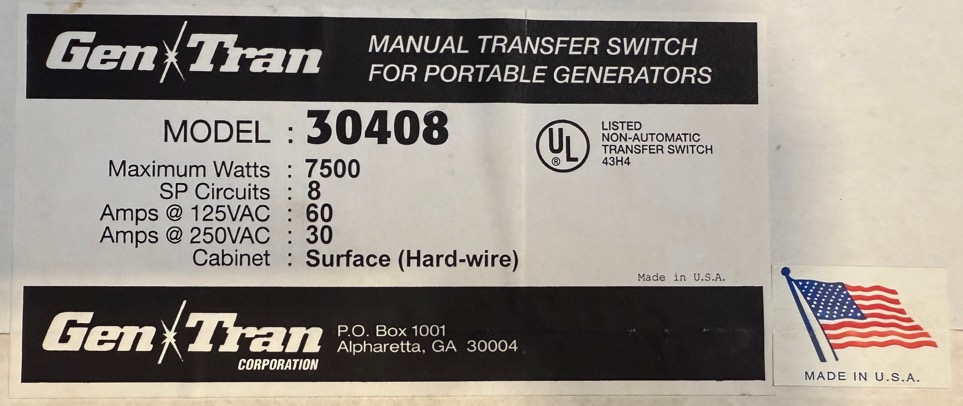 Gen Tran
MANUAL TRANSFER SWITCH
FOR PORTABLE GENERATORS
MODEL : 30408
Maximum Watts : 7500
SP Circuits : 8
Amps @ 125VAC : 60
Amps @ 250VAC : 30
Cabinet : Surface (Hard-wire)
UL ®
LISTED
NON-AUTOMATIC
TRANSFER SWITCH
43H4
Made in U.S.A.
Gen Tran
CORPORATION
P.O. Box 1001
Alpharetta, GA 30004
MADE IN U.S.A.